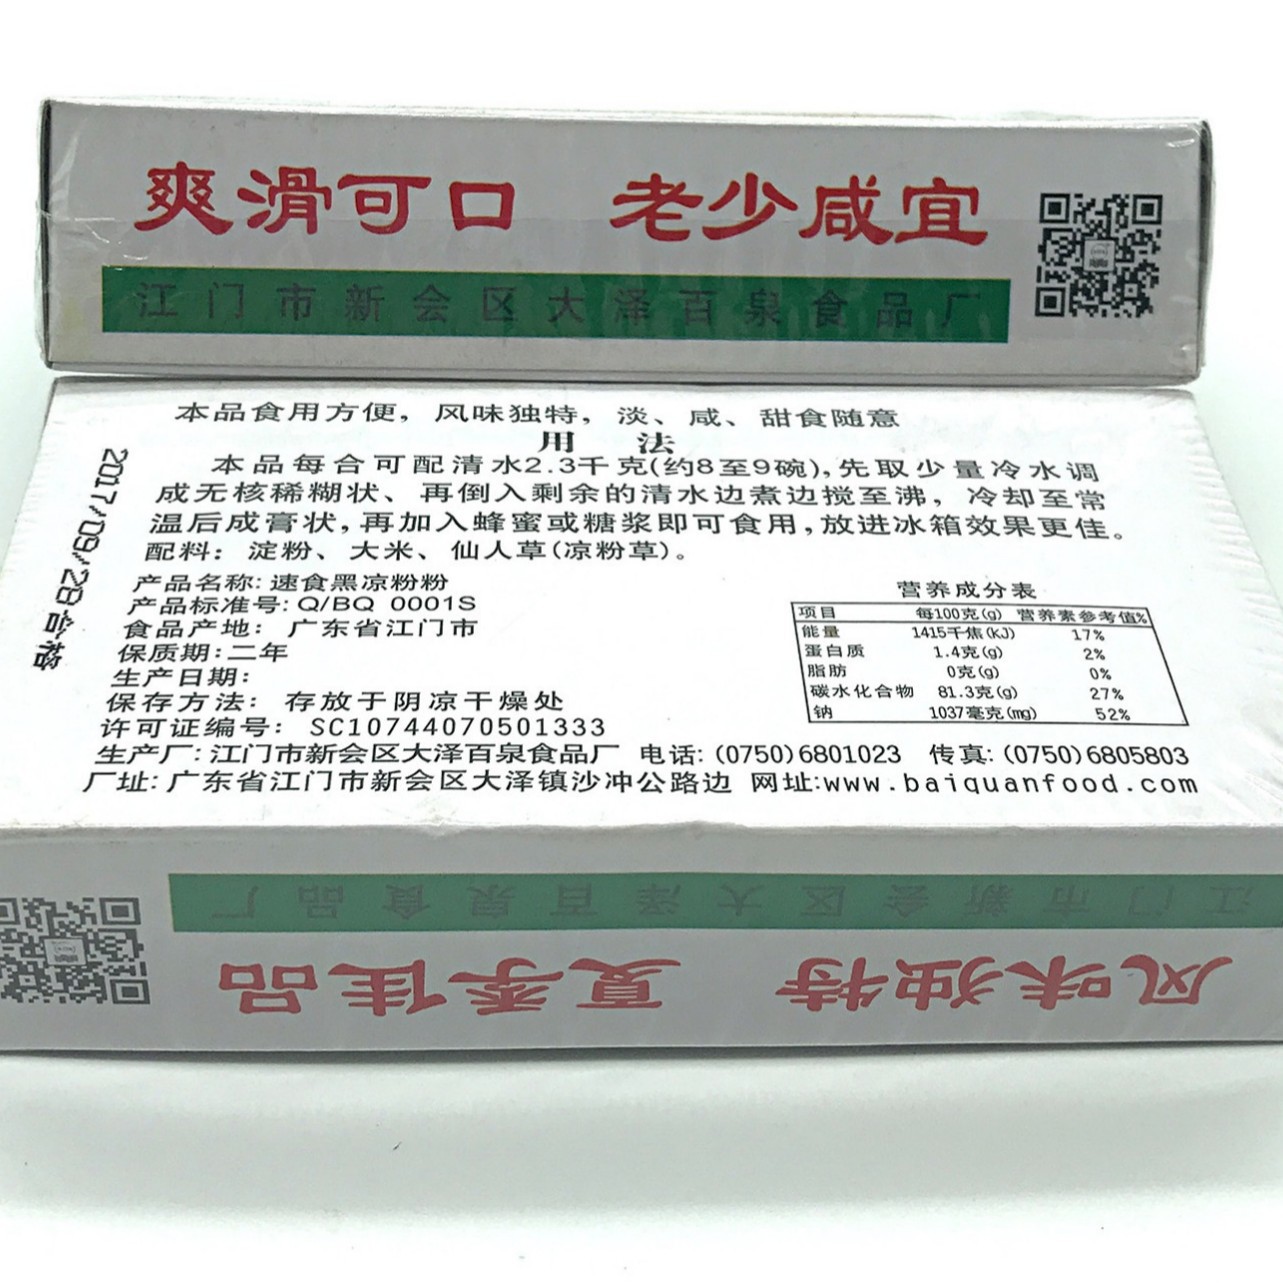 爽滑可口 老少咸宜
江门市新会区大泽百泉食品厂
本品食用方便，风味独特，淡、咸、甜食随意
用 法
本品每合可配清水2.3千克(约8至9碗),先取少量冷水调
成无核稀糊状、再倒入剩余的清水边煮边搅至沸，冷却至常
温后成膏状,再加入蜂蜜或糖浆即可食用,放进冰箱效果更佳。
配料：淀粉、大米、仙人草(凉粉草)。
产品名称:速食黑凉粉粉
产品标准号:Q/BQ 0001S
食品产地：广东省江门市
保质期:二年
生产日期:
保存方法：存放于阴凉干燥处
许可证编号：SC10744070501333
生产厂:江门市新会区大泽百泉食品厂 电话:(0750)6801023 传真:(0750)6805803
厂址:广东省江门市新会区大泽镇沙冲公路边 网址:www.baiquanfood.com
2017/09/28合格
营养成分表
项目 每100克(g) 营养素参考值%
能量 1415千焦(kJ) 17%
蛋白质 1.4克(g) 2%
脂肪 0克(g) 0%
碳水化合物 81.3克(g) 27%
钠 1037毫克(mg) 52%
江门市新会区大泽百泉食品厂
风味独特 夏季佳品